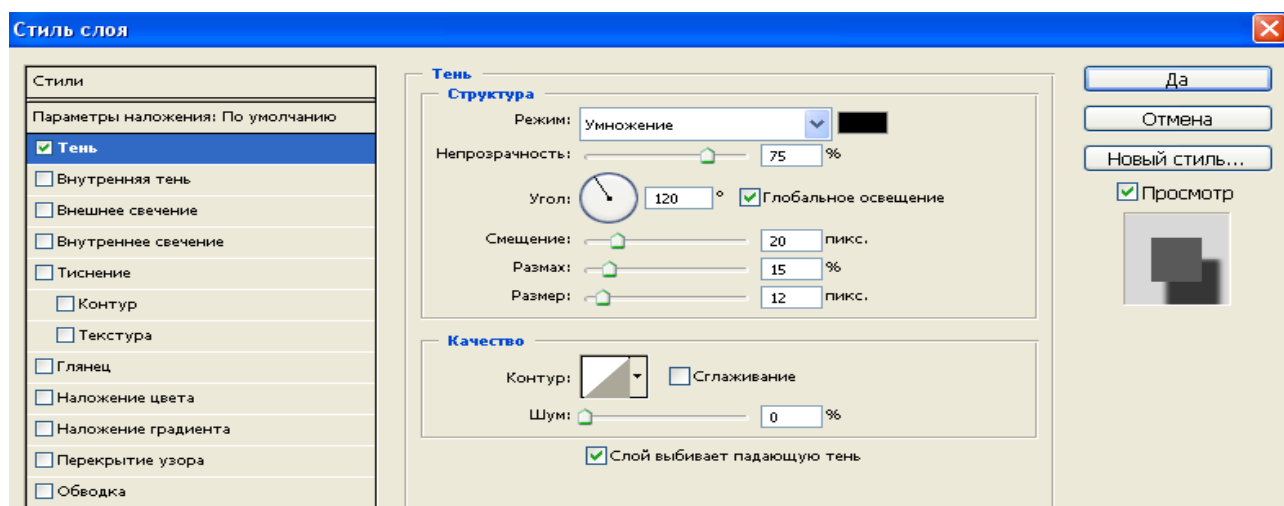 Стиль слоя
Стили
Параметры наложения: По умолчанию
Тень
Внутренняя тень
Внешнее свечение
Внутреннее свечение
Тиснение
Контур
Текстура
Глянец
Наложение цвета
Наложение градиента
Перекрытие узора
Обводка
Тень
Структура
Режим: Умножение
Непрозрачность: 75 %
Угол: 120 ° Глобальное освещение
Смещение: 20 пикс.
Размах: 15 %
Размер: 12 пикс.
Качество
Контур: Сглаживание
Шум: 0 %
Слой выбивает падающую тень
Да
Отмена
Новый стиль...
Просмотр